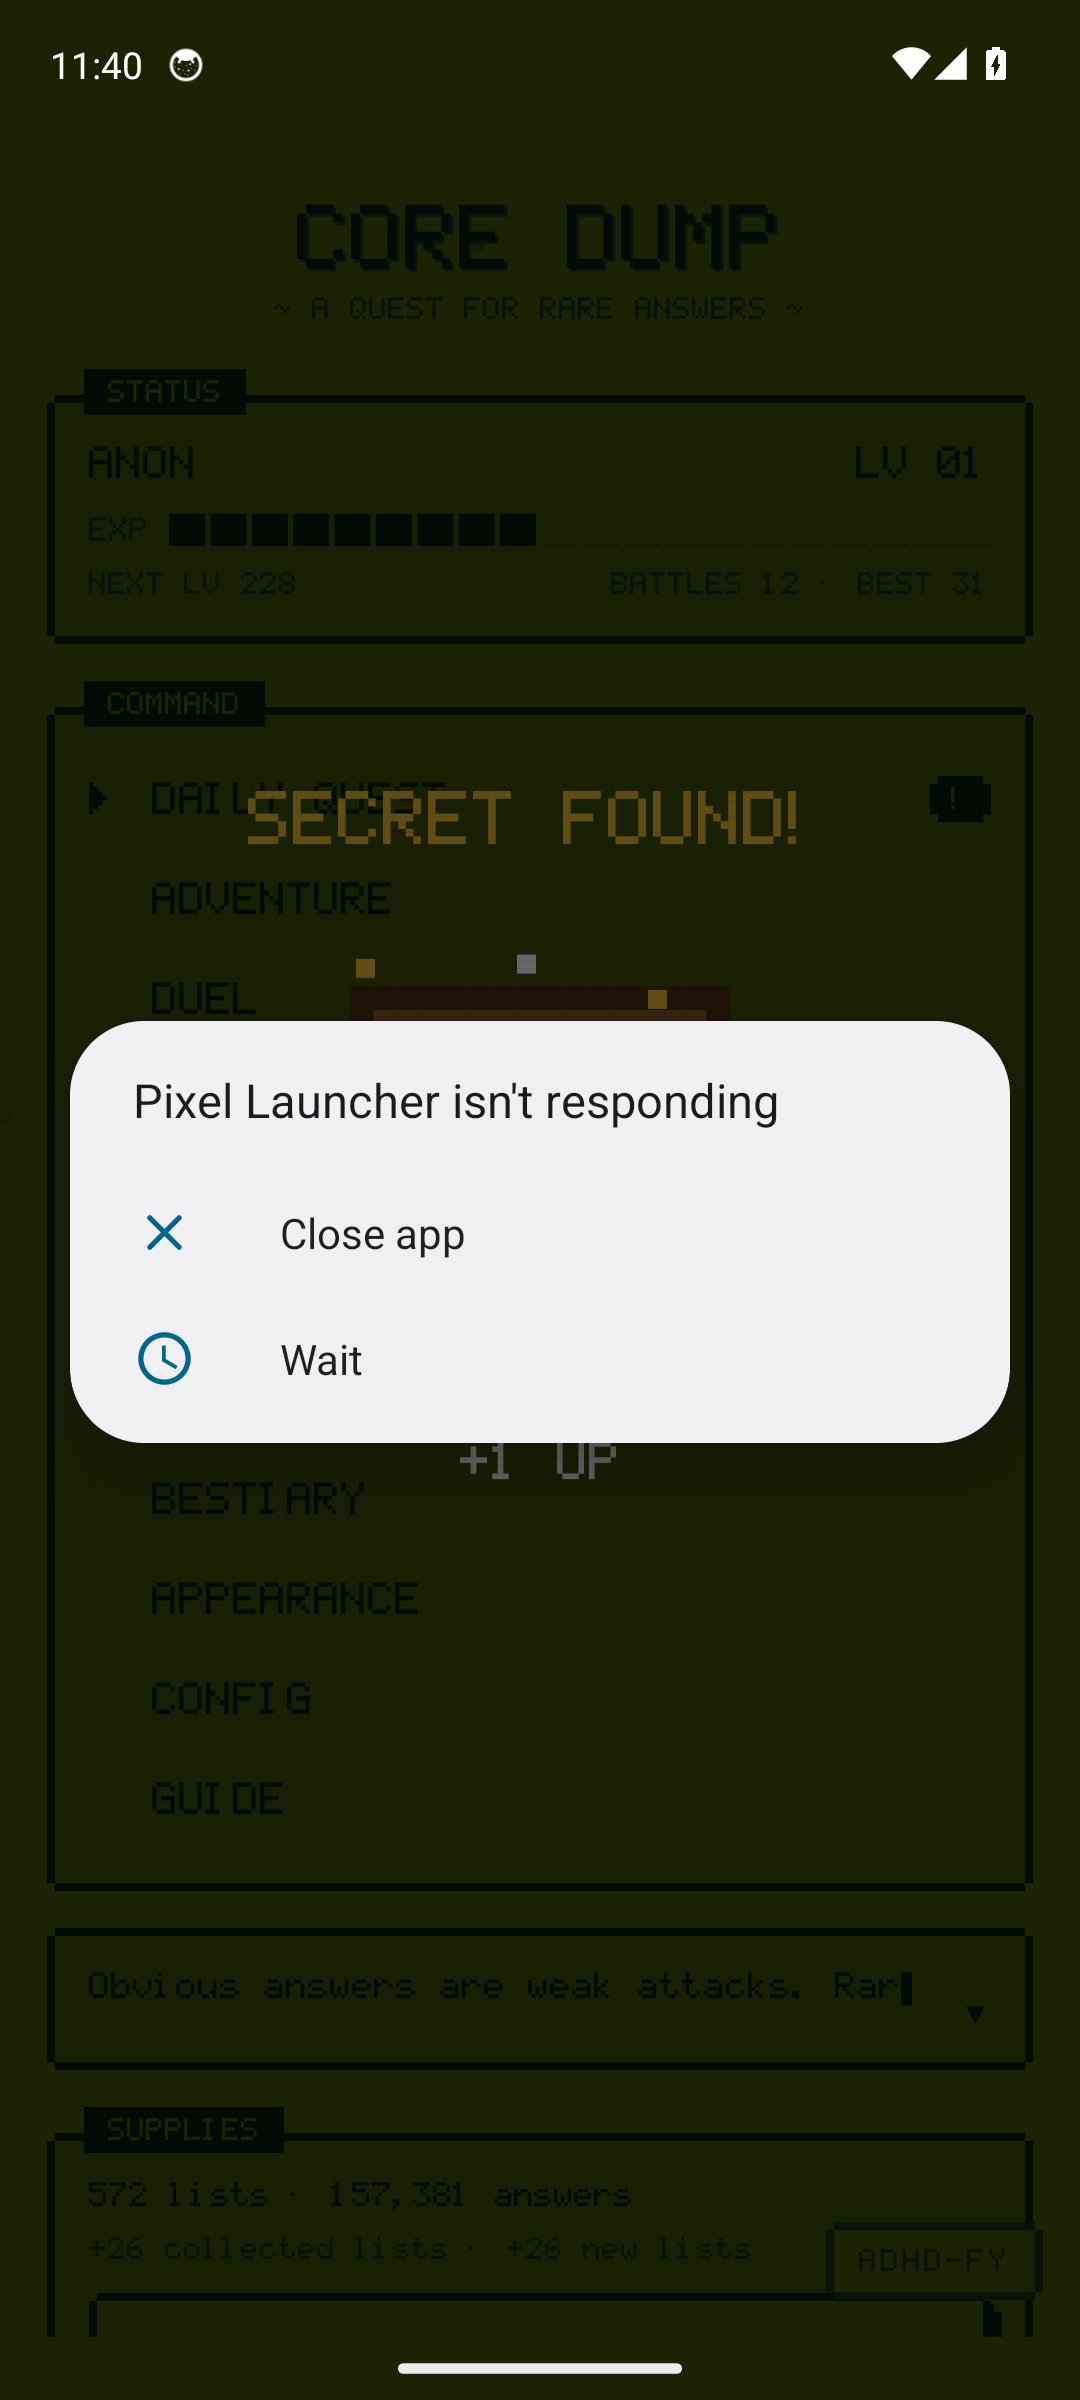 11:40
CORE DUMP
~ A QUEST FOR RARE ANSWERS ~
STATUS
ANON LV 01
EXP
NEXT LV 228 BATTLES 12 · BEST 31
COMMAND
DAILY QUEST !
SECRET FOUND!
ADVENTURE
DUEL
Pixel Launcher isn't responding
Close app
Wait
+1 UP
BESTIARY
APPEARANCE
CONFIG
GUIDE
Obvious answers are weak attacks. Rar
SUPPLIES
572 lists · 157,381 answers
+26 collected lists · +26 new lists
ADHD-FY